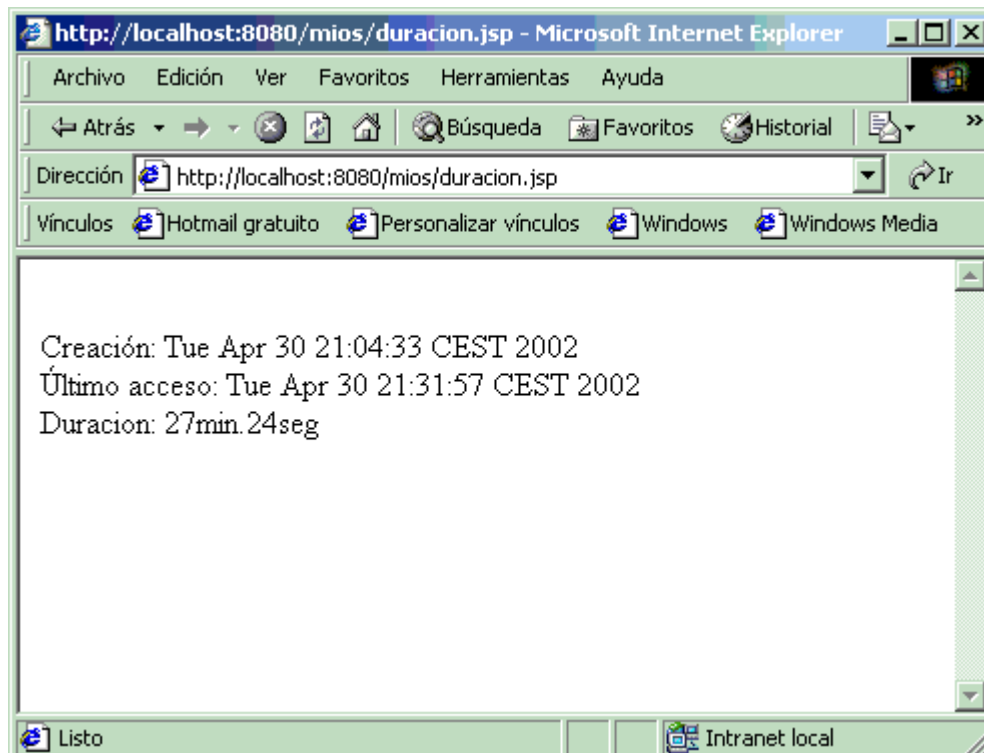 http://localhost:8080/mios/duracion.jsp - Microsoft Internet Explorer
Archivo Edición Ver Favoritos Herramientas Ayuda
Atrás Búsqueda Favoritos Historial »
Dirección http://localhost:8080/mios/duracion.jsp Ir
Vínculos Hotmail gratuito Personalizar vínculos Windows Windows Media
Creación: Tue Apr 30 21:04:33 CEST 2002
Último acceso: Tue Apr 30 21:31:57 CEST 2002
Duracion: 27min.24seg
Listo Intranet local